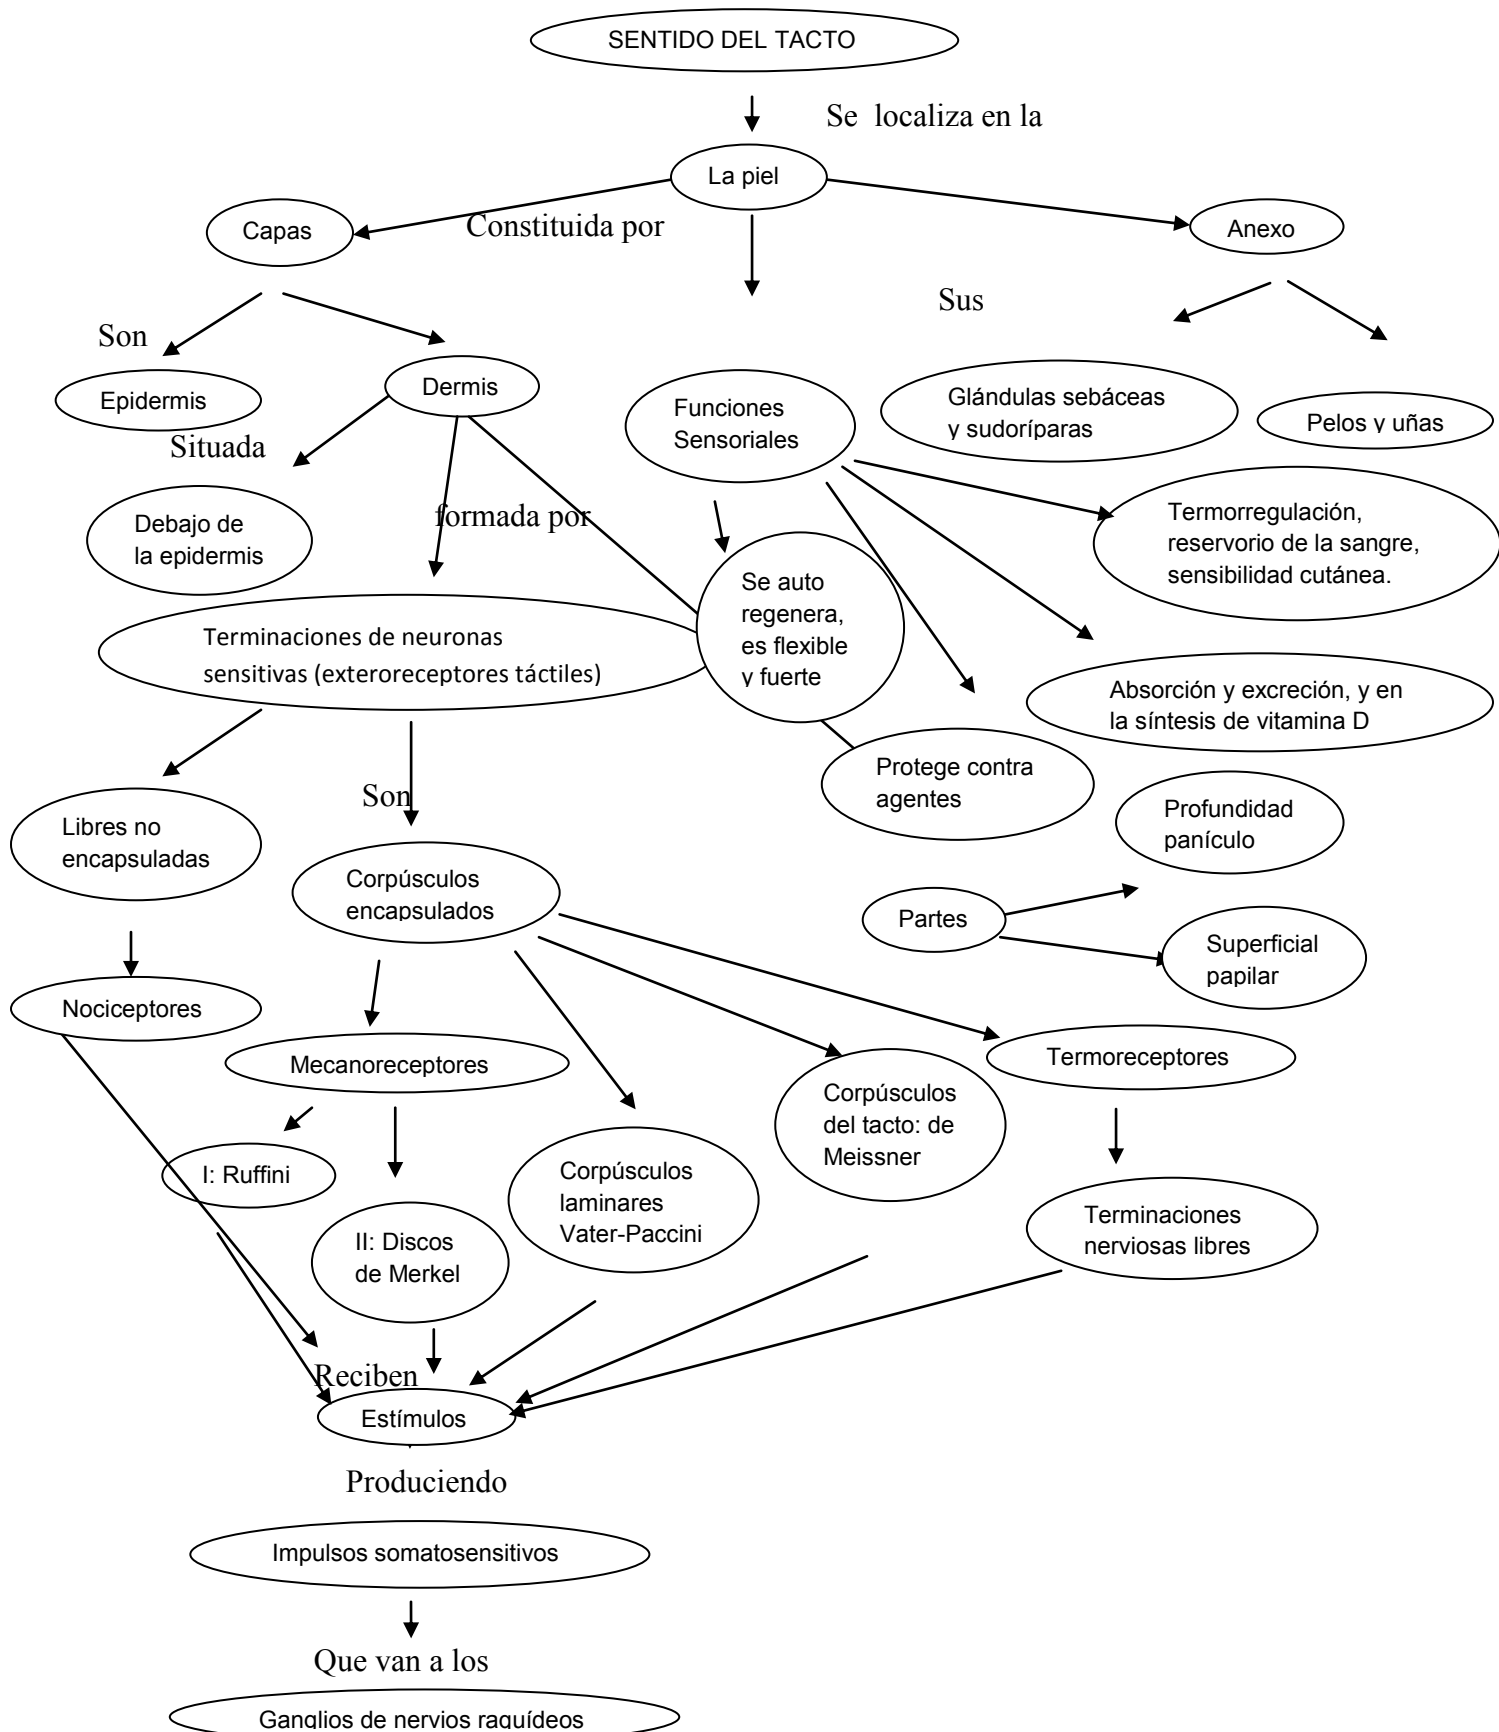 SENTIDO DEL TACTO
Se localiza en la
La piel
Capas
Constituida por
Anexo
Son
Sus
Epidermis
Dermis
Funciones
Sensoriales
Glándulas sebáceas
y sudoríparas
Pelos y uñas
Situada
Debajo de
la epidermis
formada por
Termorregulación,
reservorio de la sangre,
sensibilidad cutánea.
Se auto
regenera,
es flexible
y fuerte
Terminaciones de neuronas
sensitivas (exteroreceptores táctiles)
Absorción y excreción, y en
la síntesis de vitamina D
Protege contra
agentes
Son
Libres no
encapsuladas
Profundidad
panículo
Corpúsculos
encapsulados
Partes
Superficial
papilar
Nociceptores
Mecanoreceptores
Termoreceptores
Corpúsculos
del tacto: de
Meissner
I: Ruffini
Corpúsculos
laminares
Vater-Paccini
II: Discos
de Merkel
Terminaciones
nerviosas libres
Reciben
Estímulos
Produciendo
Impulsos somatosensitivos
Que van a los
Ganglios de nervios raquídeos